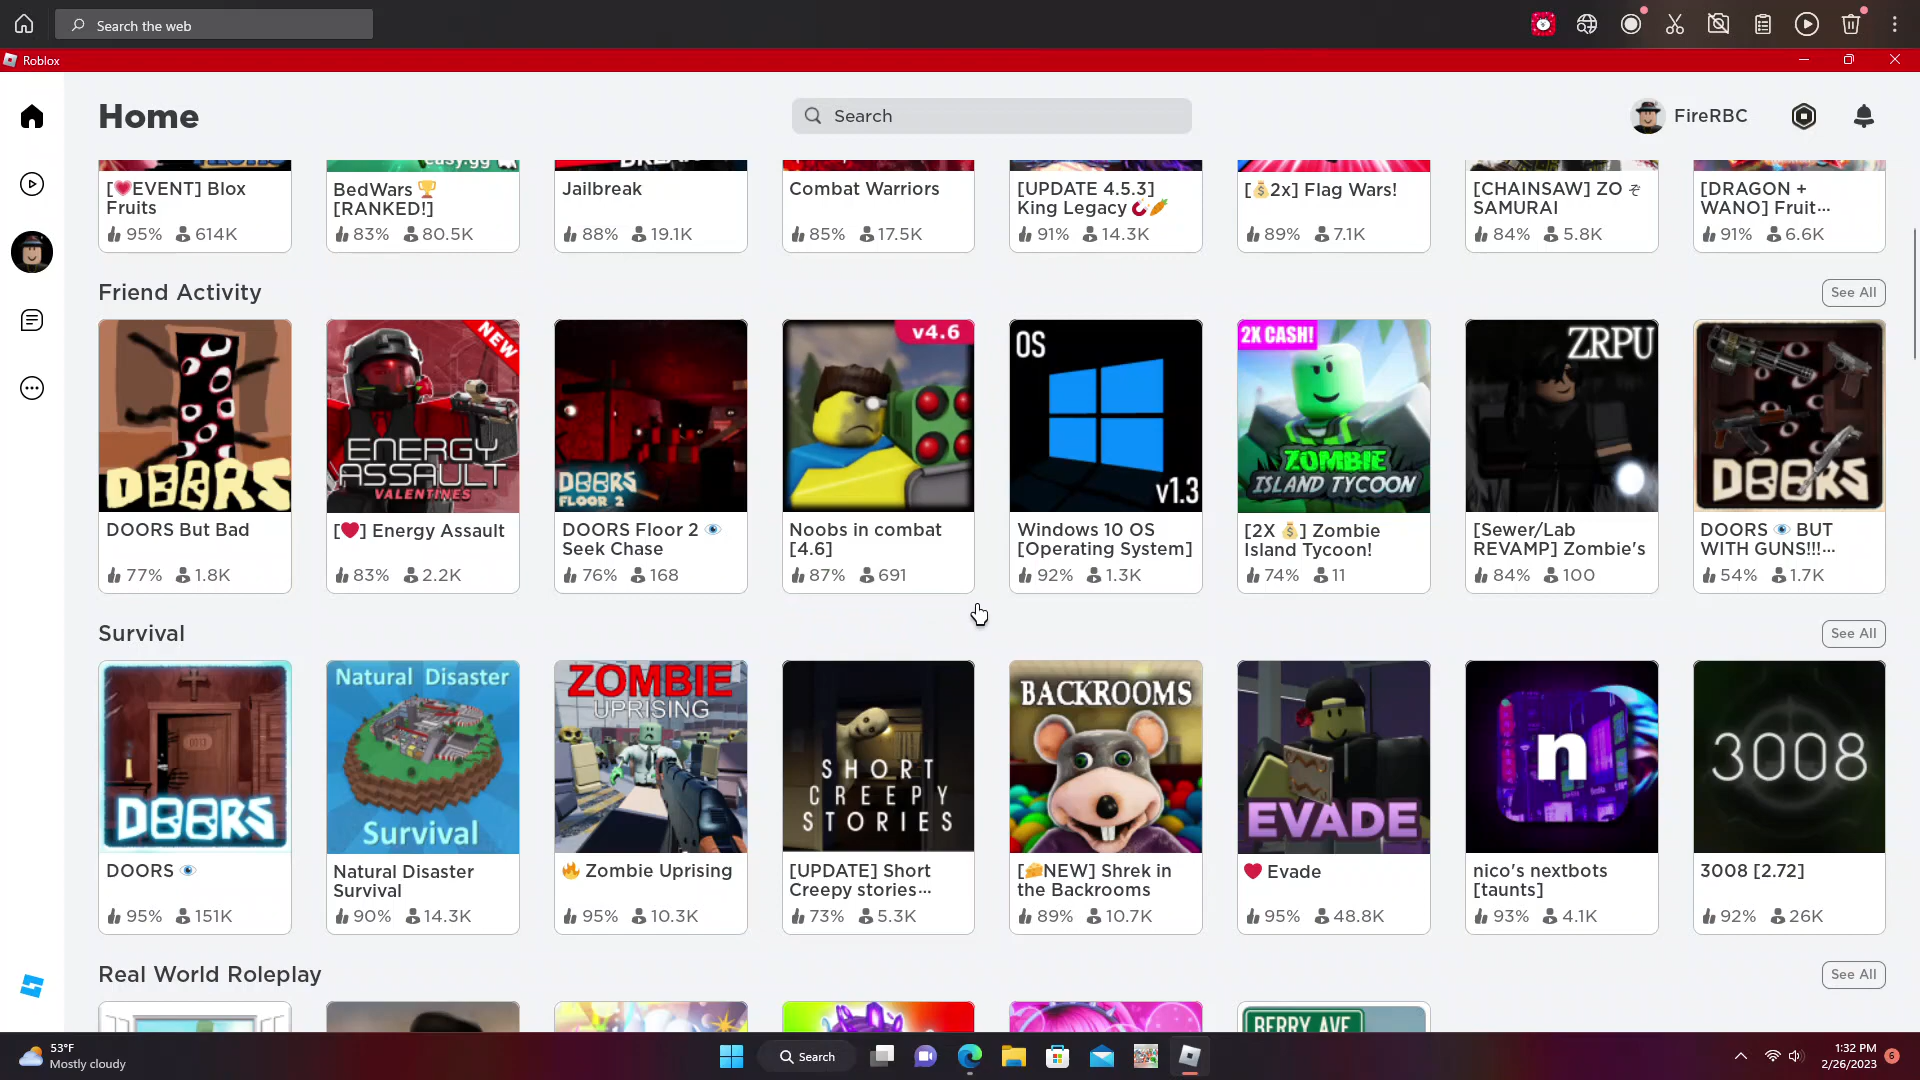 Search the web
Roblox
Home
Search
FireRBC
[💗EVENT] Blox
Fruits
95% 614K
BedWars 🏆
[RANKED!]
83% 80.5K
Jailbreak
88% 19.1K
Combat Warriors
85% 17.5K
[UPDATE 4.5.3]
King Legacy 🧲🥕
91% 14.3K
[💰2x] Flag Wars!
89% 7.1K
[CHAINSAW] ZO ぞ
SAMURAI
84% 5.8K
[DRAGON +
WANO] Fruit...
91% 6.6K
Friend Activity
See All
DOORS
NEW
ENERGY
ASSAULT
VALENTINES
DOORS
FLOOR 2
v4.6
OS
v1.3
2X CASH!
ZOMBIE
ISLAND TYCOON
ZRPU
DOORS
DOORS But Bad
77% 1.8K
[❤️] Energy Assault
83% 2.2K
DOORS Floor 2 👁️
Seek Chase
76% 168
Noobs in combat
[4.6]
87% 691
Windows 10 OS
[Operating System]
92% 1.3K
[2X 💰] Zombie
Island Tycoon!
74% 11
[Sewer/Lab
REVAMP] Zombie's
84% 100
DOORS 👁️ BUT
WITH GUNS!!!...
54% 1.7K
Survival
See All
DOORS
Natural Disaster
Survival
ZOMBIE
UPRISING
SHORT
CREEPY
STORIES
BACKROOMS
EVADE
n
3008
DOORS 👁️
95% 151K
Natural Disaster
Survival
90% 14.3K
🔥 Zombie Uprising
95% 10.3K
[UPDATE] Short
Creepy stories...
73% 5.3K
[🧀NEW] Shrek in
the Backrooms
89% 10.7K
❤️ Evade
95% 48.8K
nico's nextbots
[taunts]
93% 4.1K
3008 [2.72]
92% 26K
Real World Roleplay
See All
BERRY AVE
53°F
Mostly cloudy
Search
1:32 PM
2/26/2023
6